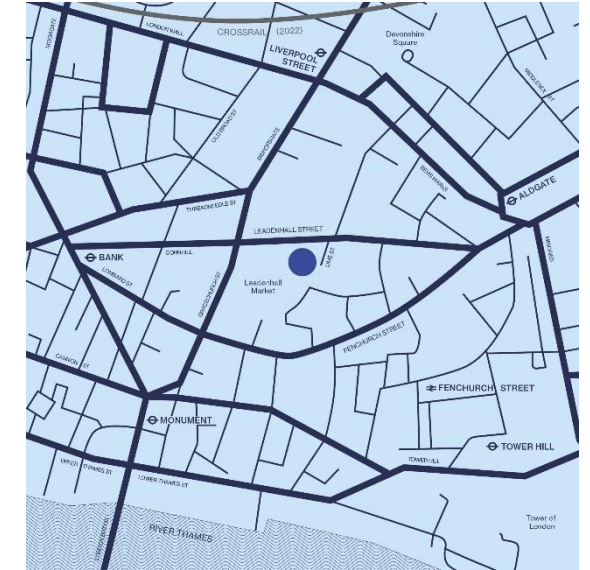 MOORGATE
LONDON WALL
CROSSRAIL (2022)
LIVERPOOL
STREET
Devonshire
Square
MIDDLESEX ST
OLD BROAD ST
BISHOPSGATE
BEVIS MARKS
ALDGATE
THREADNEEDLE ST
LEADENHALL STREET
MINORIES
BANK
CORNHILL
LIME ST
LOMBARD ST
GRACECHURCH ST
Leadenhall
Market
FENCHURCH STREET
CANNON ST
FENCHURCH STREET
MONUMENT
TOWER HILL
TOWER HILL
UPPER THAMES ST
LOWER THAMES ST
RIVER THAMES
LONDON BRIDGE
Tower of
London